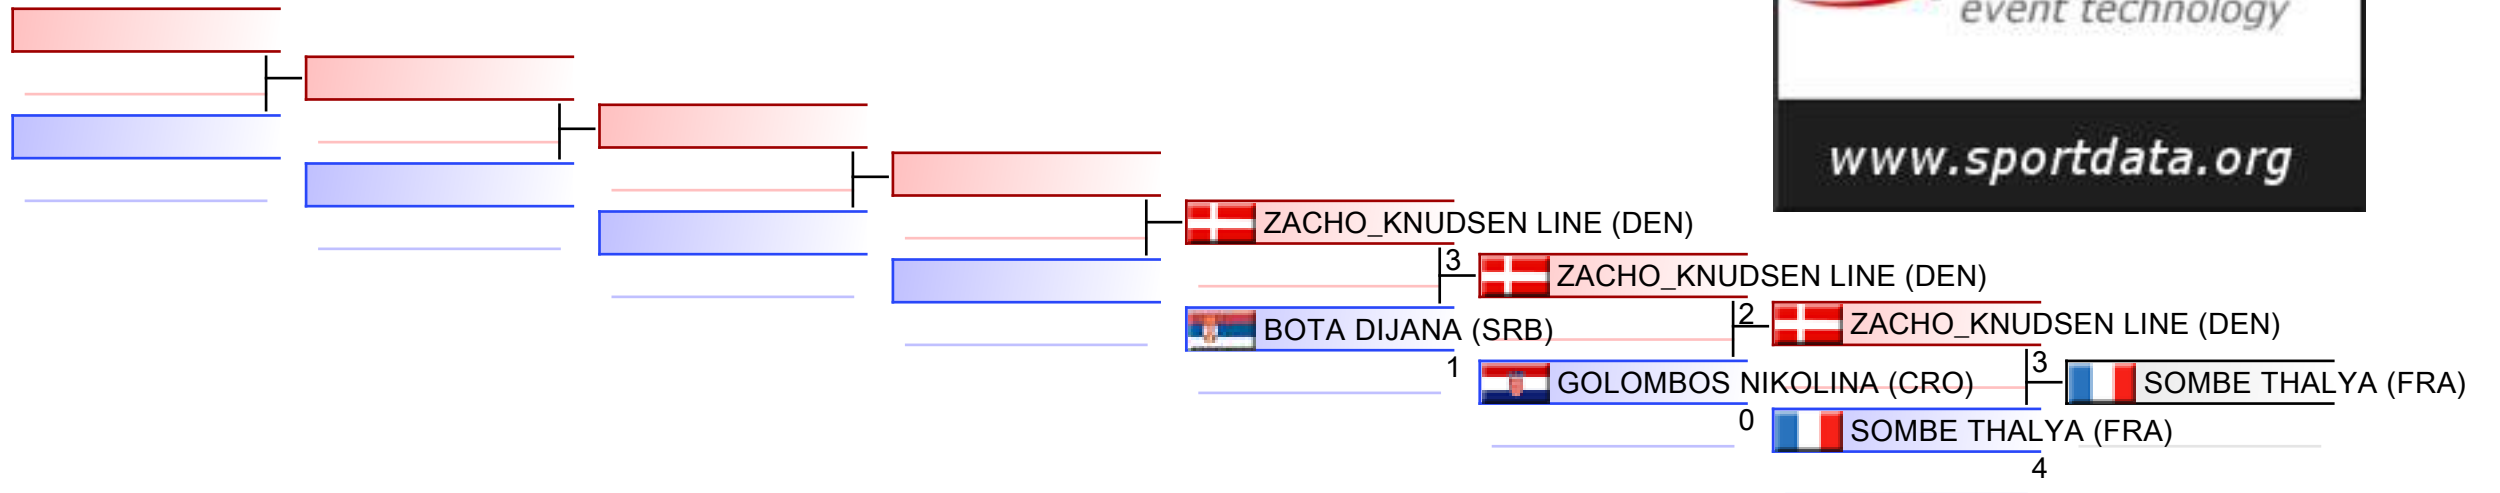 event technology
www.sportdata.org
ZACHO_KNUDSEN LINE (DEN)
3
ZACHO_KNUDSEN LINE (DEN)
BOTA DIJANA (SRB)
1
2
ZACHO_KNUDSEN LINE (DEN)
GOLOMBOS NIKOLINA (CRO)
0
3
SOMBE THALYA (FRA)
SOMBE THALYA (FRA)
4